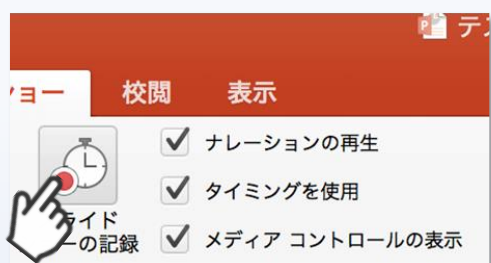 テス
ョー 校閲 表示
ナレーションの再生
タイミングを使用
ライド
ーの記録
メディア コントロールの表示